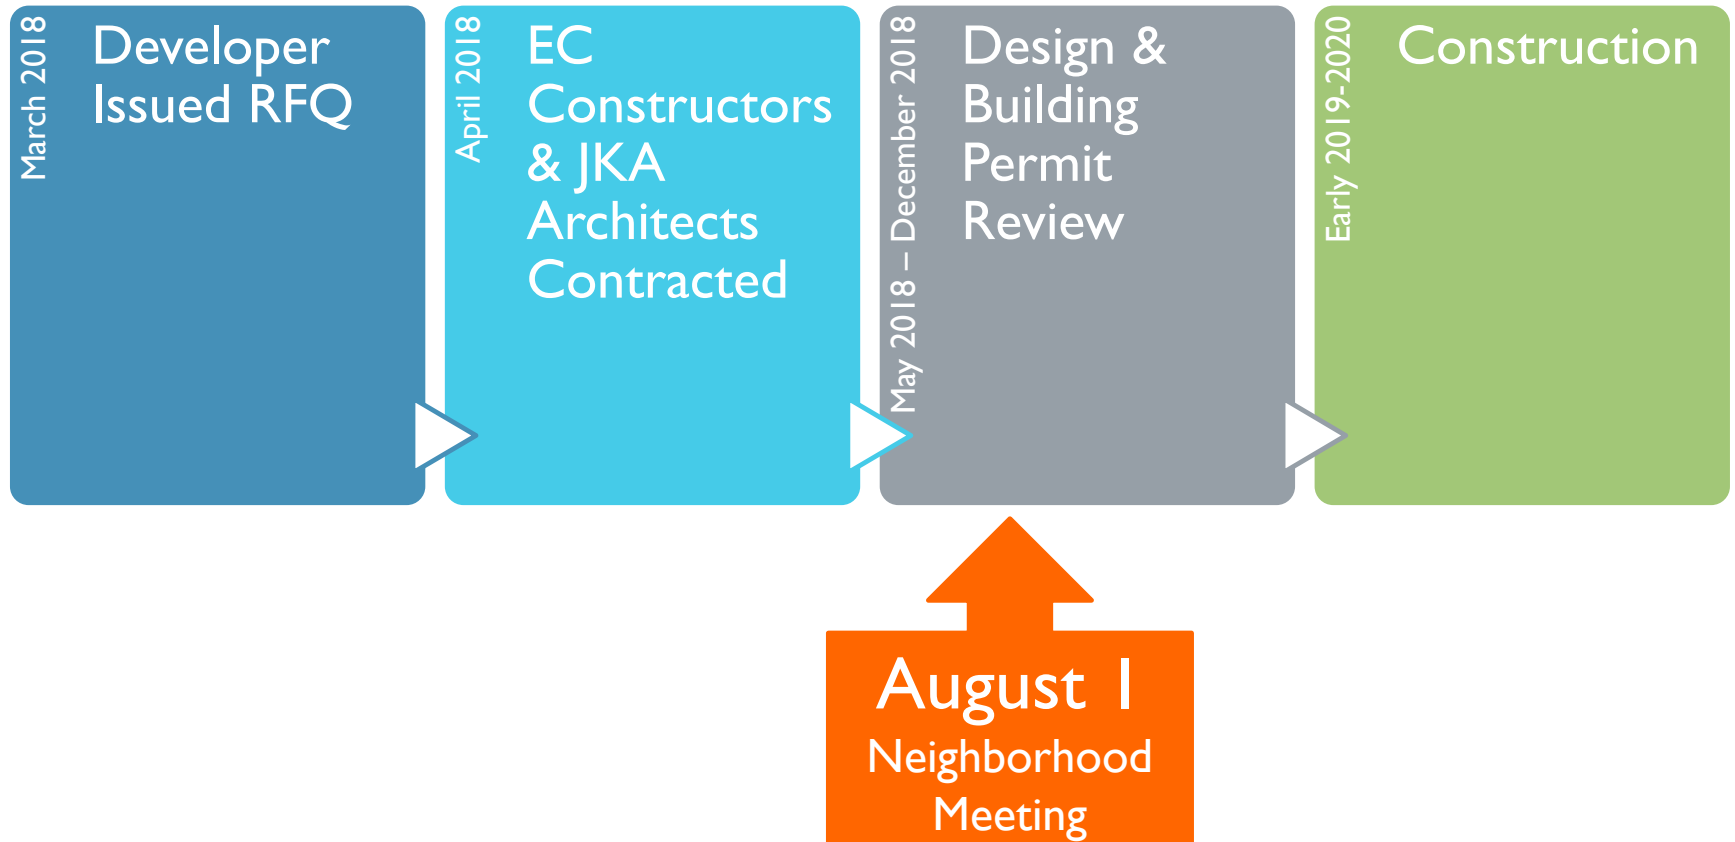 March 2018
Developer
Issued RFQ
April 2018
EC
Constructors
& JKA
Architects
Contracted
May 2018 – December 2018
Design &
Building
Permit
Review
Early 2019-2020
Construction
August 1
Neighborhood
Meeting